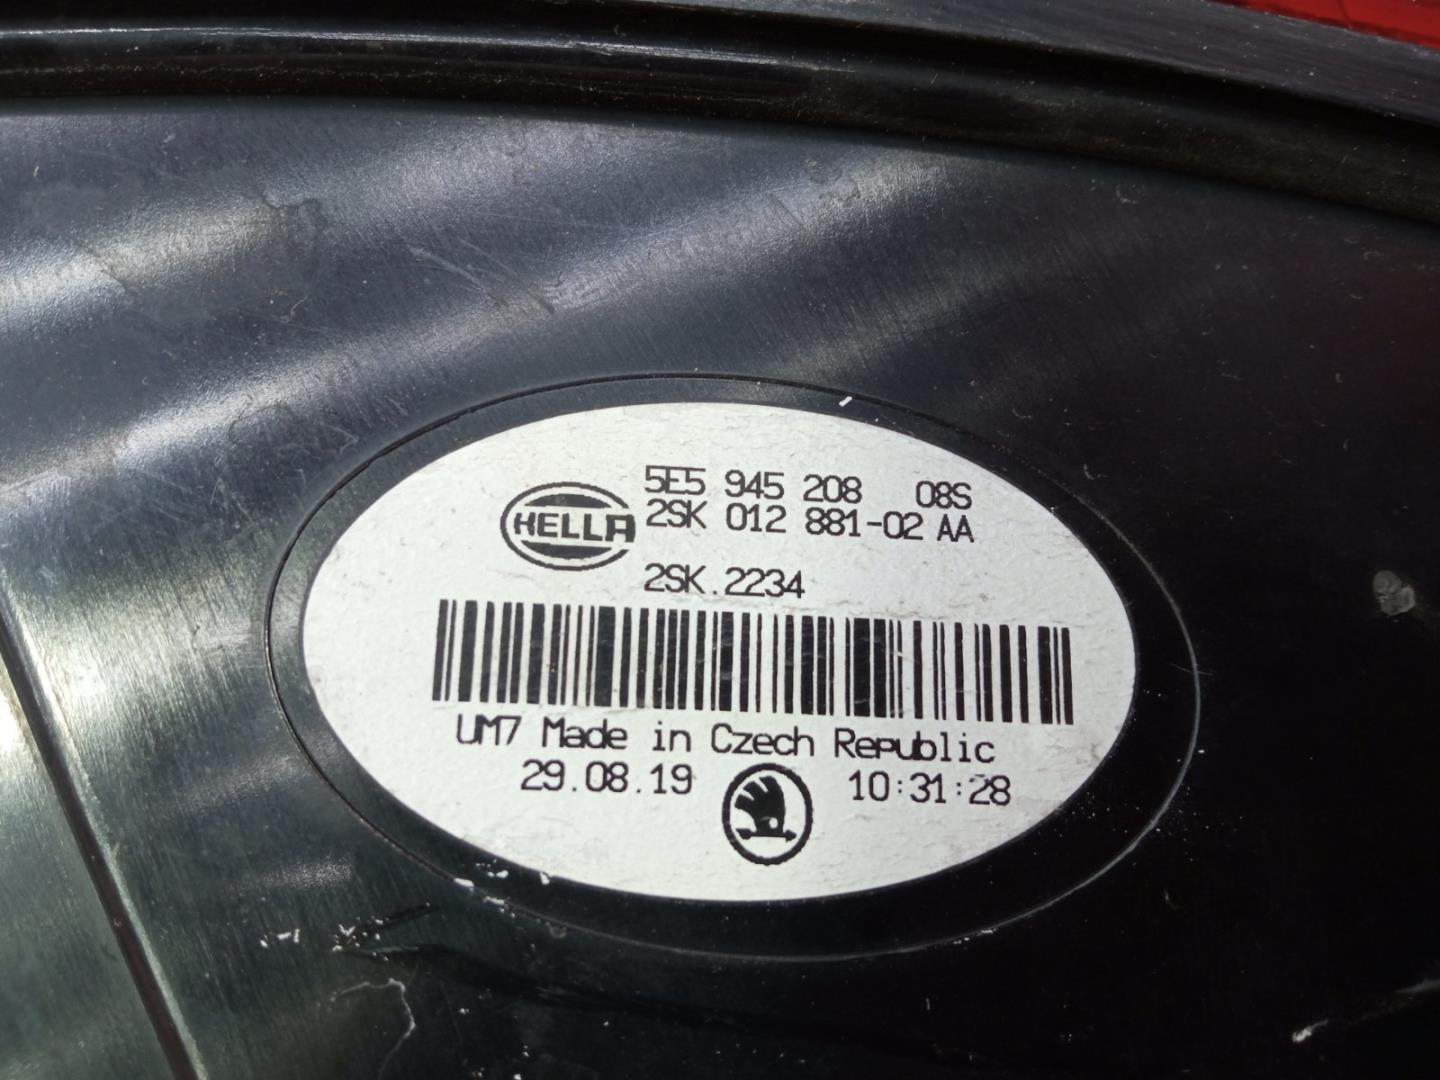 5E5 945 208 08S
HELLA 2SK 012 881-02 AA
2SK.2234
UM7 Made in Czech Republic
29.08.19 10:31:28